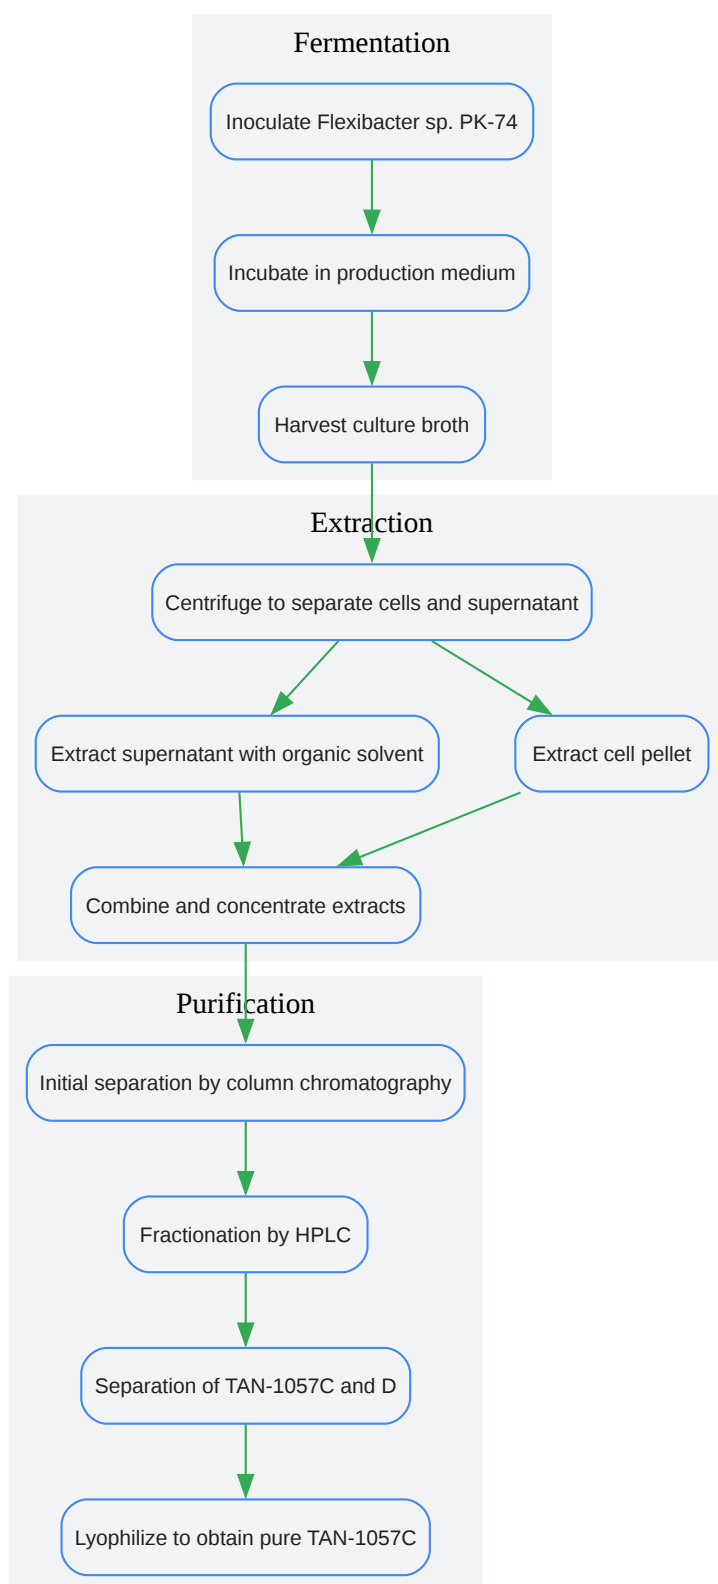 Fermentation
Inoculate Flexibacter sp. PK-74
Incubate in production medium
Harvest culture broth
Extraction
Centrifuge to separate cells and supernatant
Extract supernatant with organic solvent
Extract cell pellet
Combine and concentrate extracts
Purification
Initial separation by column chromatography
Fractionation by HPLC
Separation of TAN-1057C and D
Lyophilize to obtain pure TAN-1057C